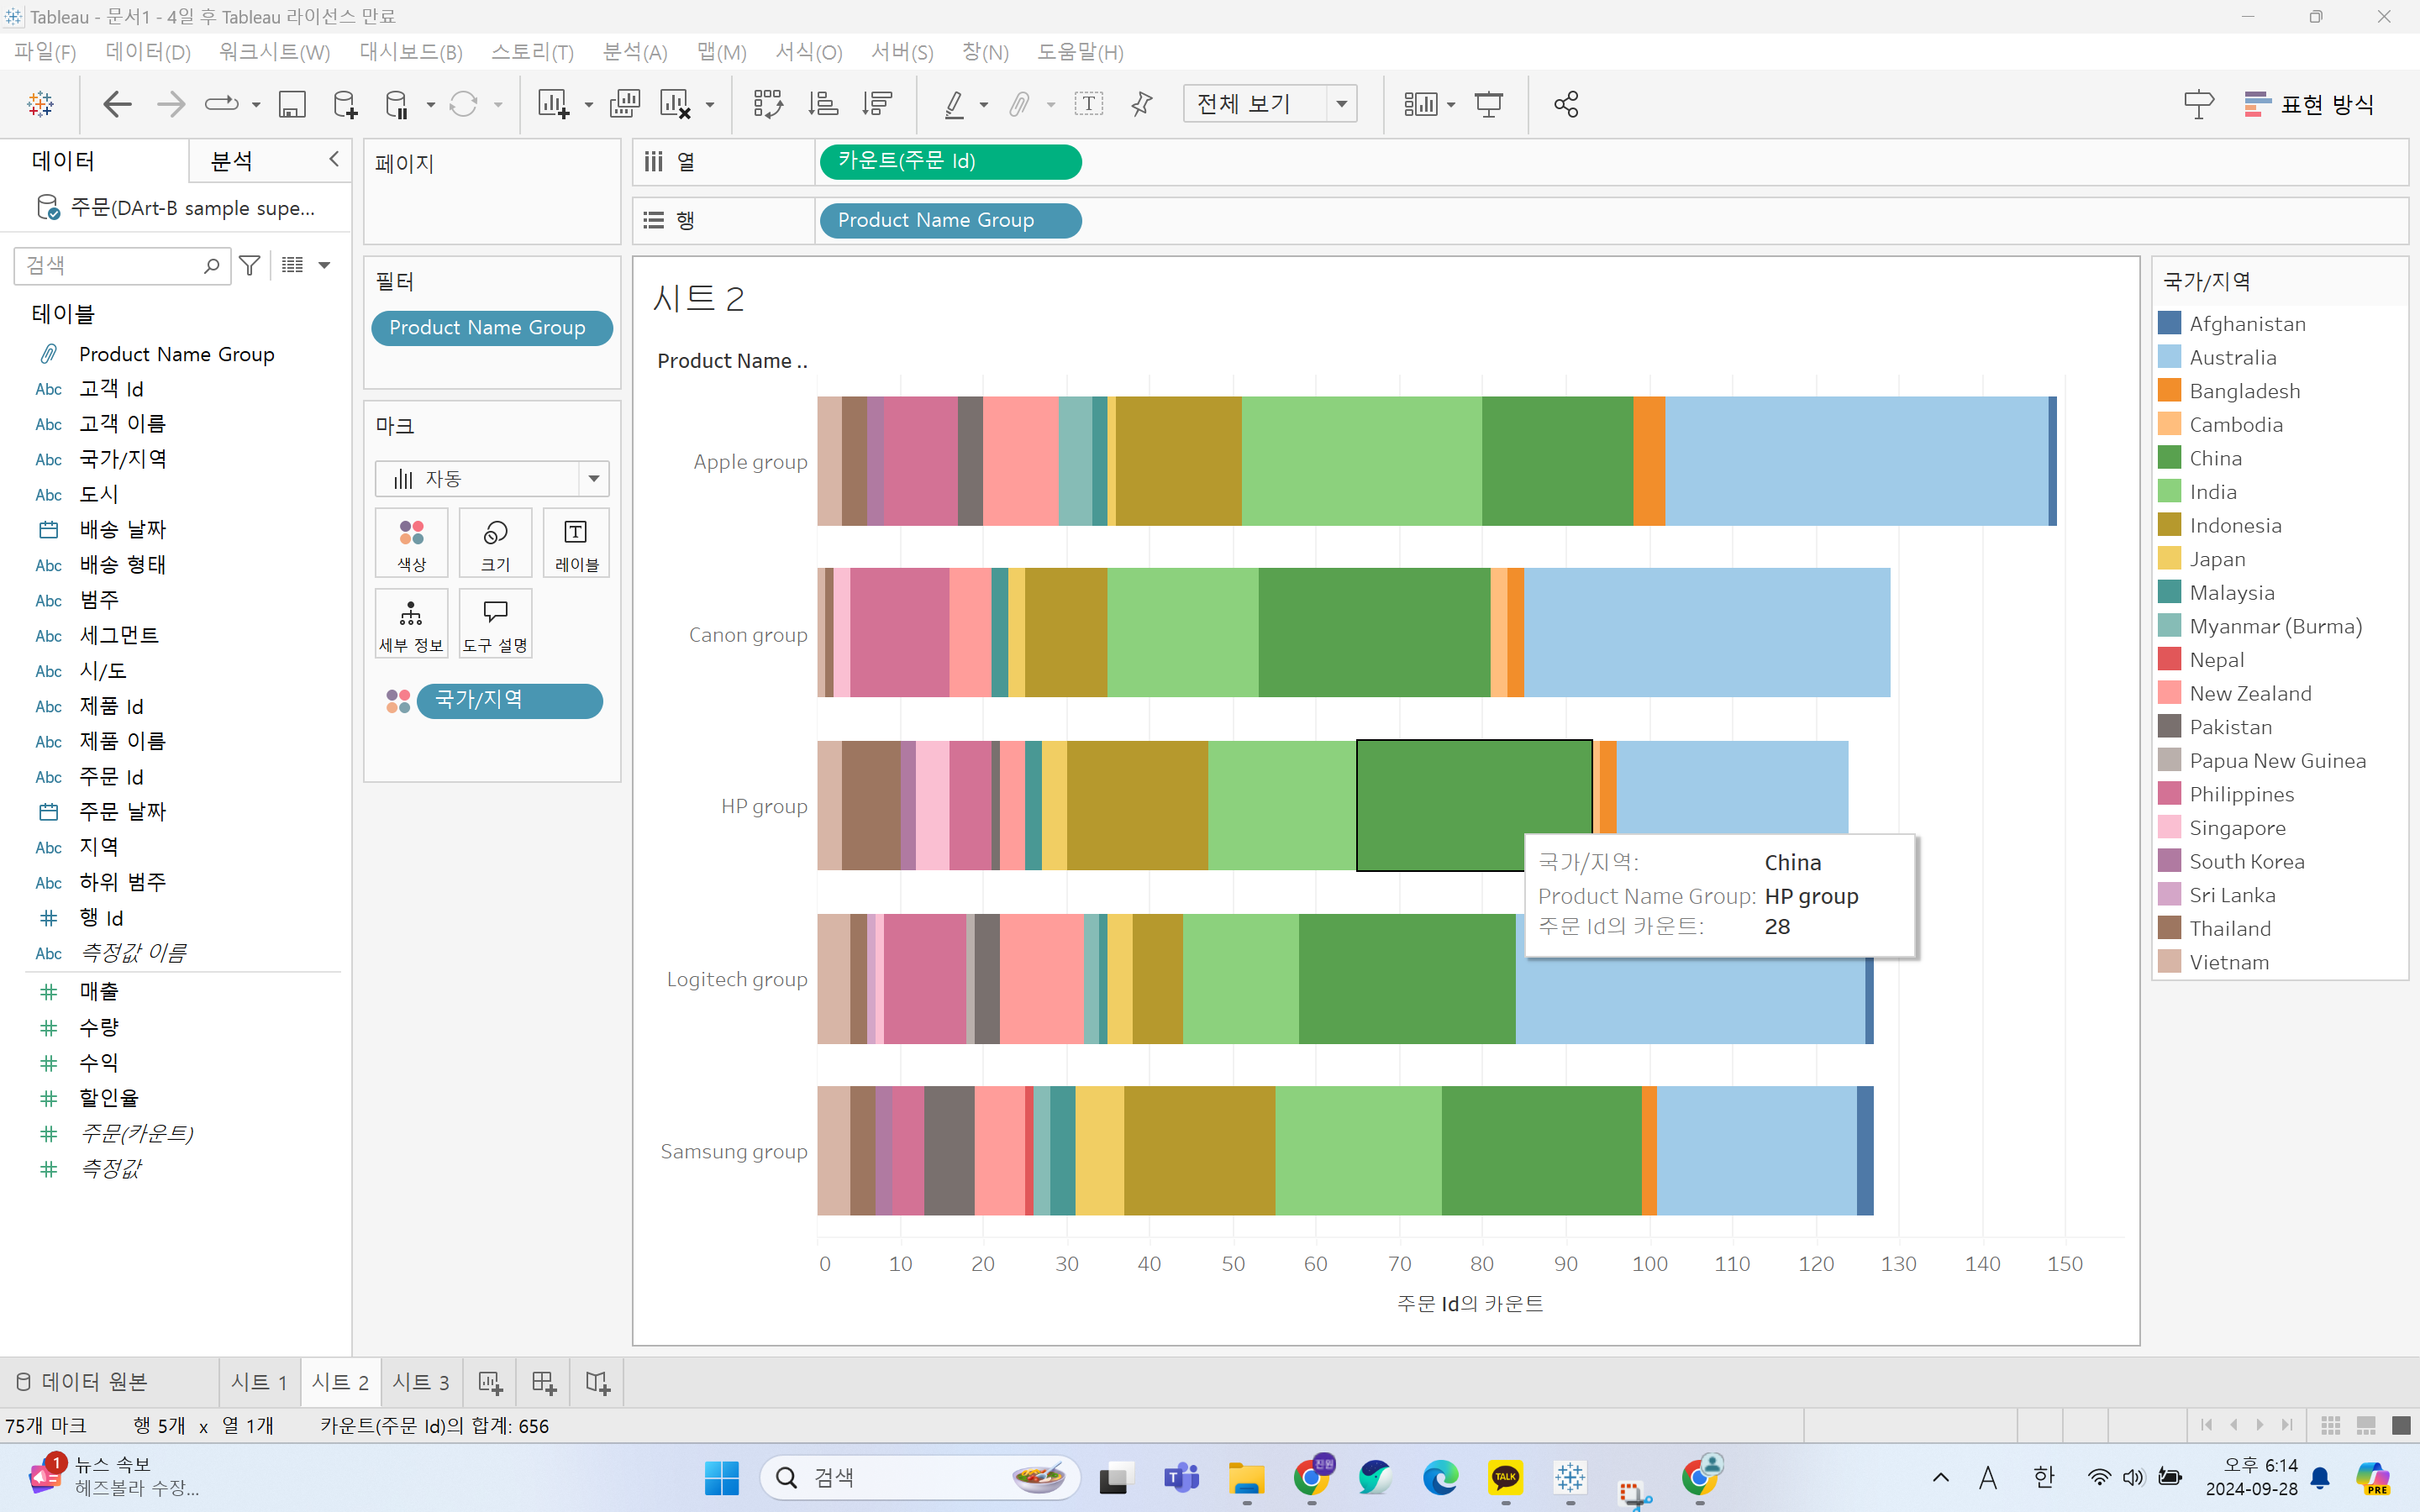 Tableau - 문서1 - 4일 후 Tableau 라이선스 만료
파일(F) 데이터(D) 워크시트(W) 대시보드(B) 스토리(T) 분석(A) 맵(M) 서식(O) 서버(S) 창(N) 도움말(H)
전체 보기
표현 방식
데이터 분석
주문(DArt-B sample supe...
검색
테이블
Product Name Group
Abc 고객 Id
Abc 고객 이름
Abc 국가/지역
Abc 도시
배송 날짜
Abc 배송 형태
Abc 범주
Abc 세그먼트
Abc 시/도
Abc 제품 Id
Abc 제품 이름
Abc 주문 Id
주문 날짜
Abc 지역
Abc 하위 범주
행 Id
Abc 측정값 이름
매출
수량
수익
할인율
주문(카운트)
측정값
페이지
필터
Product Name Group
마크
자동
색상 크기 레이블
세부 정보 도구 설명
국가/지역
열 카운트(주문 Id)
행 Product Name Group
시트 2
Product Name ..
Apple group
Canon group
HP group
Logitech group
Samsung group
국가/지역: China
Product Name Group: HP group
주문 Id의 카운트: 28
0 10 20 30 40 50 60 70 80 90 100 110 120 130 140 150
주문 Id의 카운트
국가/지역
Afghanistan
Australia
Bangladesh
Cambodia
China
India
Indonesia
Japan
Malaysia
Myanmar (Burma)
Nepal
New Zealand
Pakistan
Papua New Guinea
Philippines
Singapore
South Korea
Sri Lanka
Thailand
Vietnam
데이터 원본 시트 1 시트 2 시트 3
75개 마크 행 5개 x 열 1개 카운트(주문 Id)의 합계: 656
1
뉴스 속보
헤즈볼라 수장...
검색
진원
TALK
A 한
오후 6:14
2024-09-28
PRE